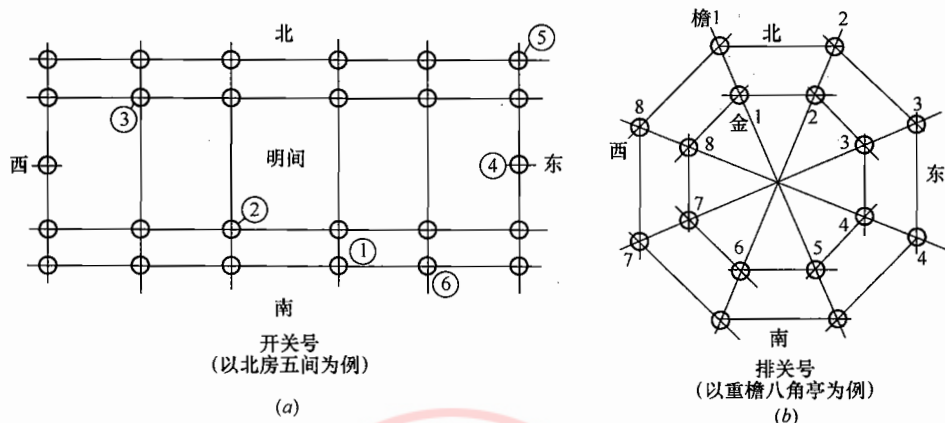 北
⑤
③
西
明间
④
东
②
①
⑥
南
开关号
(以北房五间为例)
(a)
檐1
北
2
8
金 1
2
3
西
8
3
东
7
4
7
6
5
4
南
排关号
(以重檐八角亭为例)
(b)